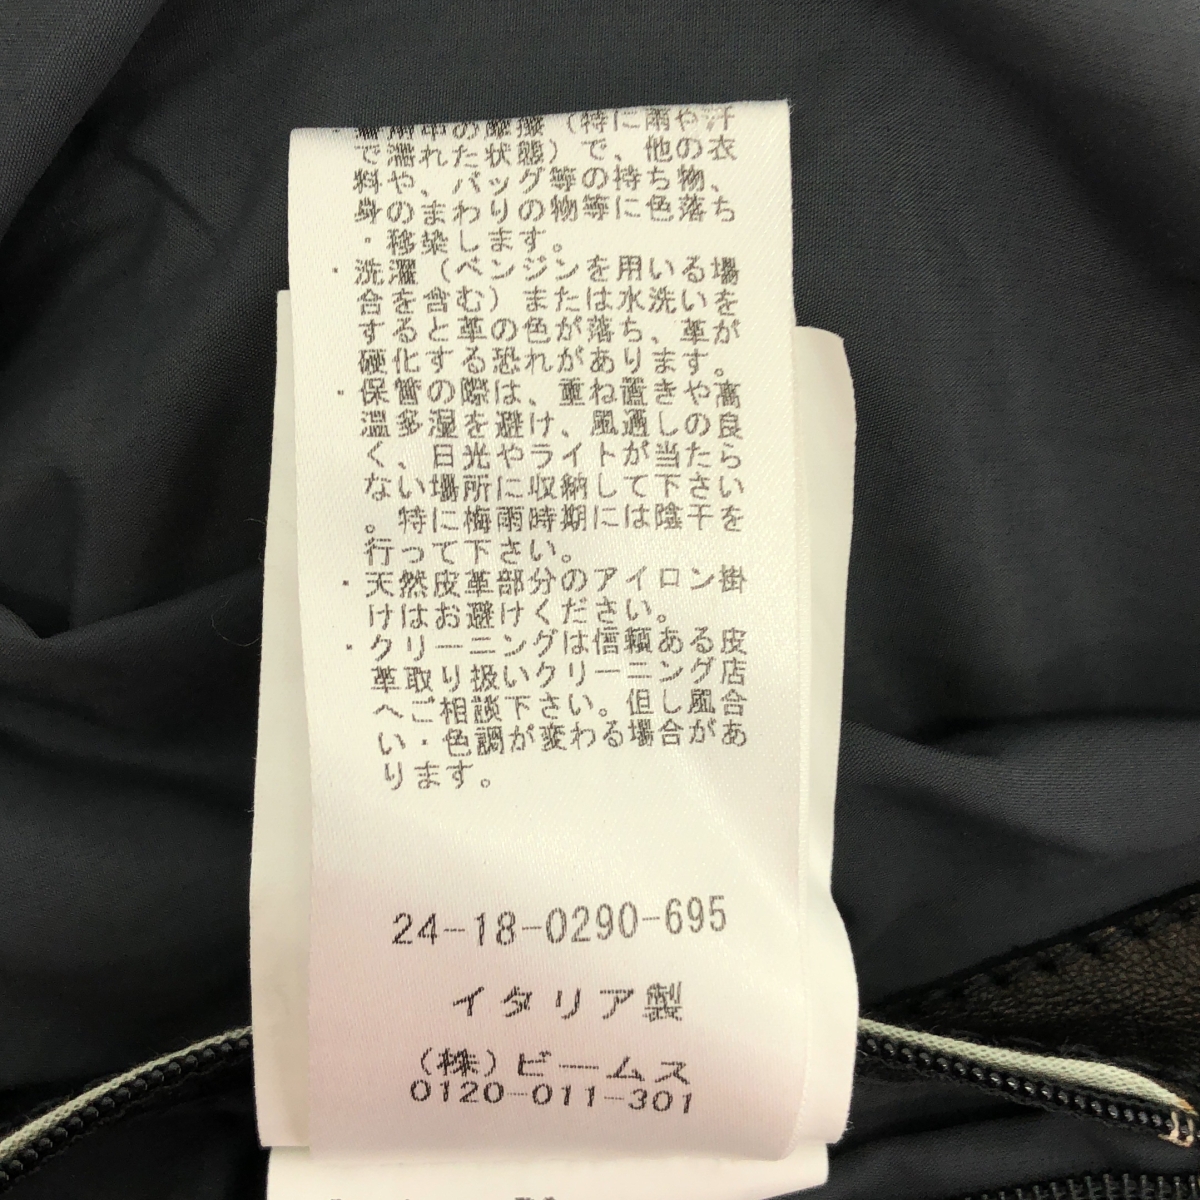 ・着用中の摩擦（特に雨や汗
で濡れた状態）で、他の衣
料や、バッグ等の持ち物、
身のまわりの物等に色落ち
・移染します。
・洗濯（ベンジンを用いる場
合を含む）または水洗いを
すると革の色が落ち、革が
硬化する恐れがあります。
・保管の際は、重ね置きや高
温多湿を避け、風通しの良
く、日光やライトが当たら
ない場所に収納して下さい
。特に梅雨時期には陰干を
行って下さい。
・天然皮革部分のアイロン掛
けはお避けください。
・クリーニングは信頼ある皮
革取り扱いクリーニング店
へご相談下さい。但し風合
い・色調が変わる場合があ
ります。
24-18-0290-695
イタリア製
（株）ビームス
0120-011-301